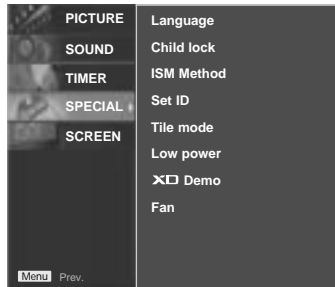 PICTURE
SOUND
TIMER
SPECIAL
SCREEN
Language
Child lock
ISM Method
Set ID
Tile mode
Low power
XD Demo
Fan
Menu Prev.